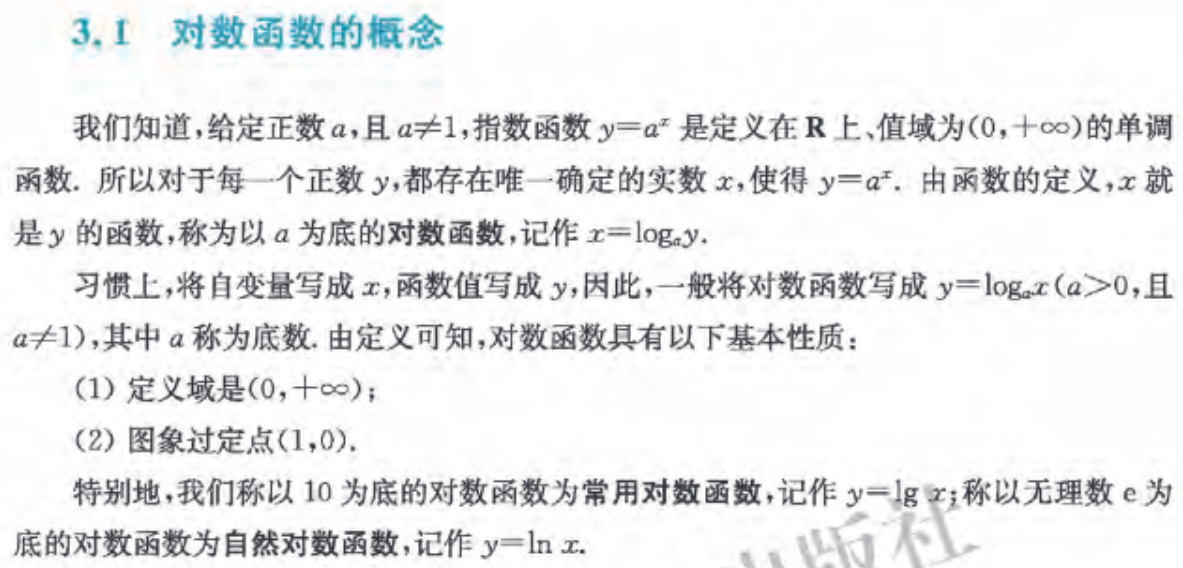 3.1 对数函数的概念
我们知道,给定正数 a,且 a≠1,指数函数 y=aˣ 是定义在 R 上、值域为(0,+∞)的单调
函数. 所以对于每一个正数 y,都存在唯一确定的实数 x,使得 y=aˣ. 由函数的定义,x 就
是 y 的函数,称为以 a 为底的对数函数,记作 x=logₐy.
习惯上,将自变量写成 x,函数值写成 y,因此,一般将对数函数写成 y=logₐx(a>0,且
a≠1),其中 a 称为底数. 由定义可知,对数函数具有以下基本性质:
(1) 定义域是(0,+∞);
(2) 图象过定点(1,0).
特别地,我们称以 10 为底的对数函数为常用对数函数,记作 y=lg x;称以无理数 e 为
底的对数函数为自然对数函数,记作 y=ln x.
出版社